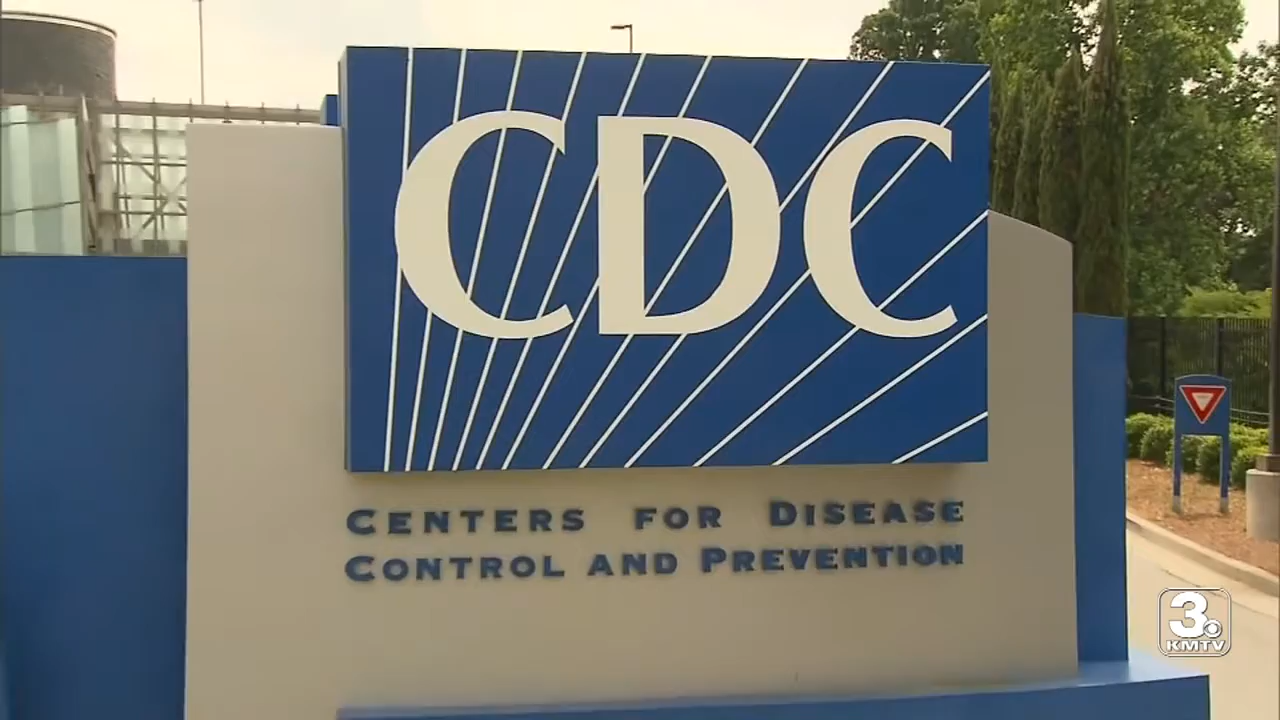 CDC
CENTERS FOR DISEASE
CONTROL AND PREVENTION
3
KMTV